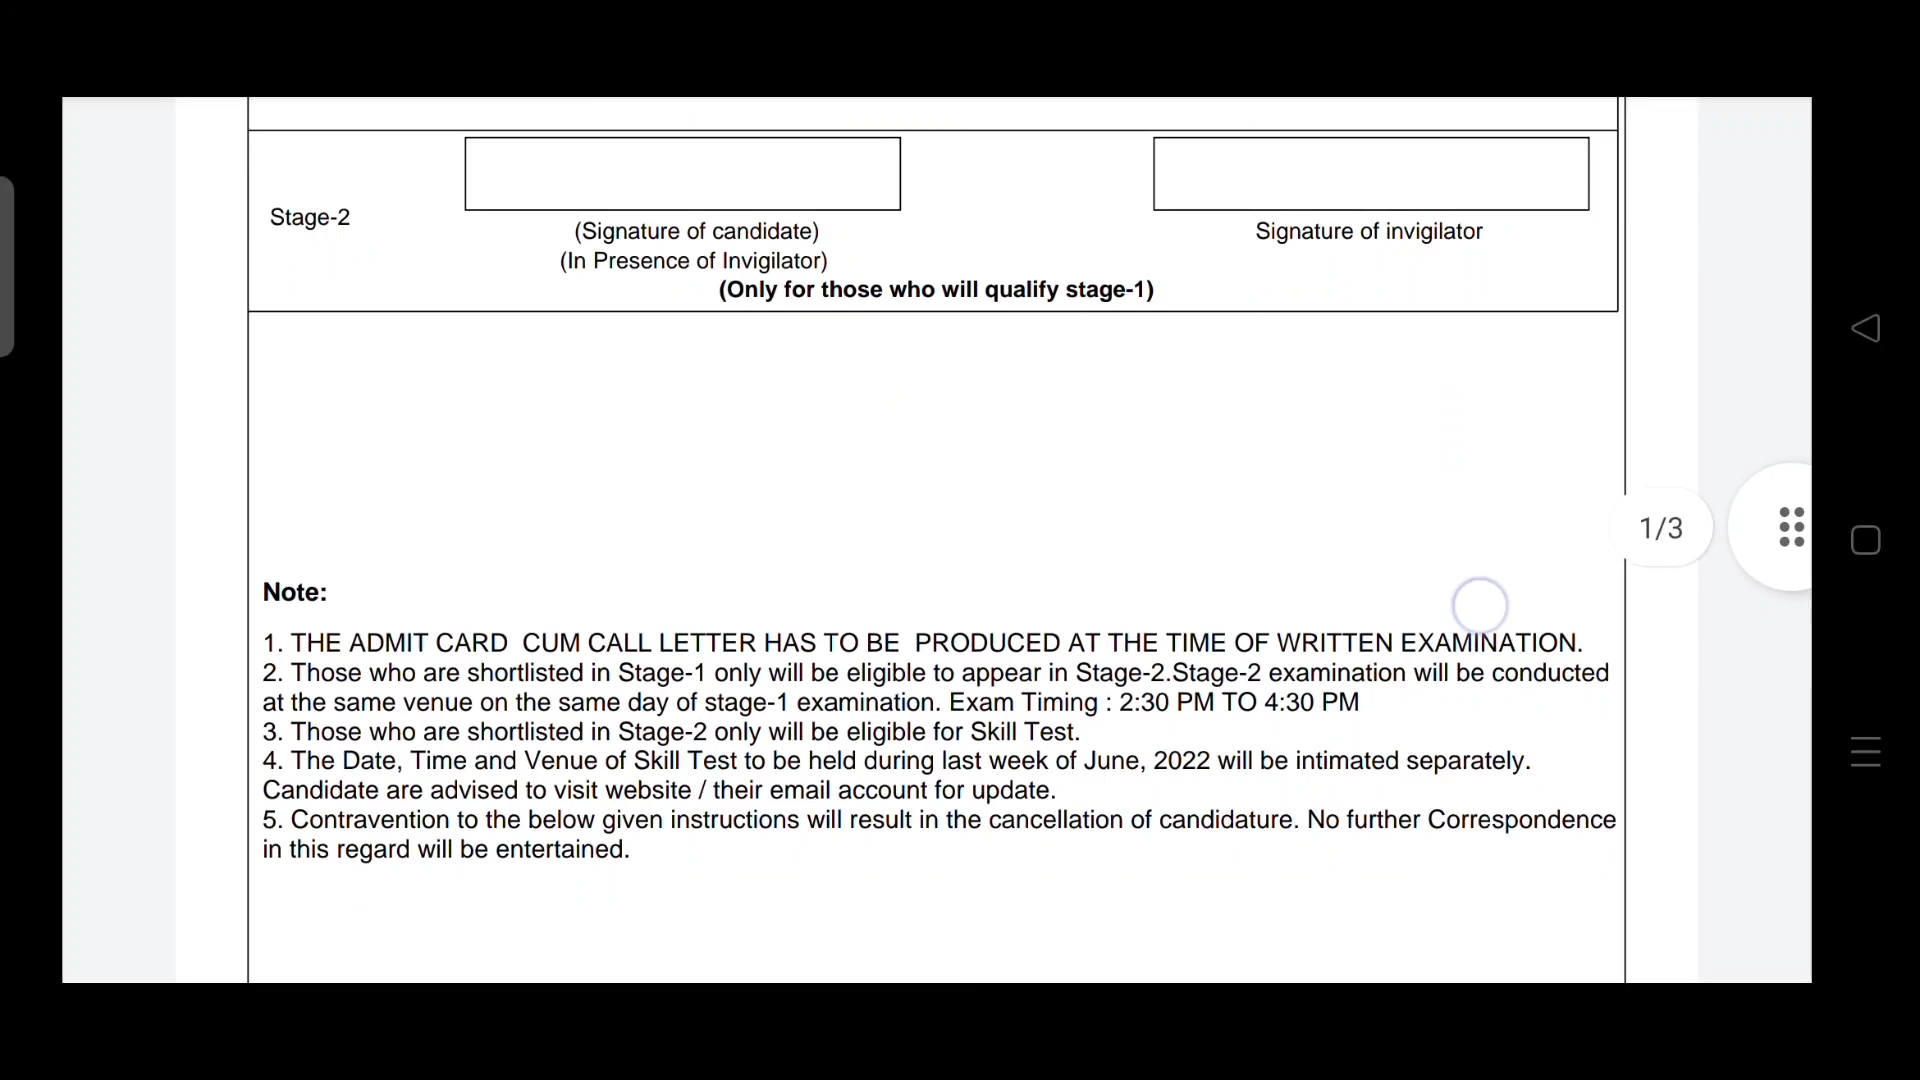 Stage-2
(Signature of candidate)
(In Presence of Invigilator)
Signature of invigilator
(Only for those who will qualify stage-1)
1/3
Note:
1. THE ADMIT CARD  CUM CALL LETTER HAS TO BE  PRODUCED AT THE TIME OF WRITTEN EXAMINATION.
2. Those who are shortlisted in Stage-1 only will be eligible to appear in Stage-2.Stage-2 examination will be conducted
at the same venue on the same day of stage-1 examination. Exam Timing : 2:30 PM TO 4:30 PM
3. Those who are shortlisted in Stage-2 only will be eligible for Skill Test.
4. The Date, Time and Venue of Skill Test to be held during last week of June, 2022 will be intimated separately.
Candidate are advised to visit website / their email account for update.
5. Contravention to the below given instructions will result in the cancellation of candidature. No further Correspondence
in this regard will be entertained.